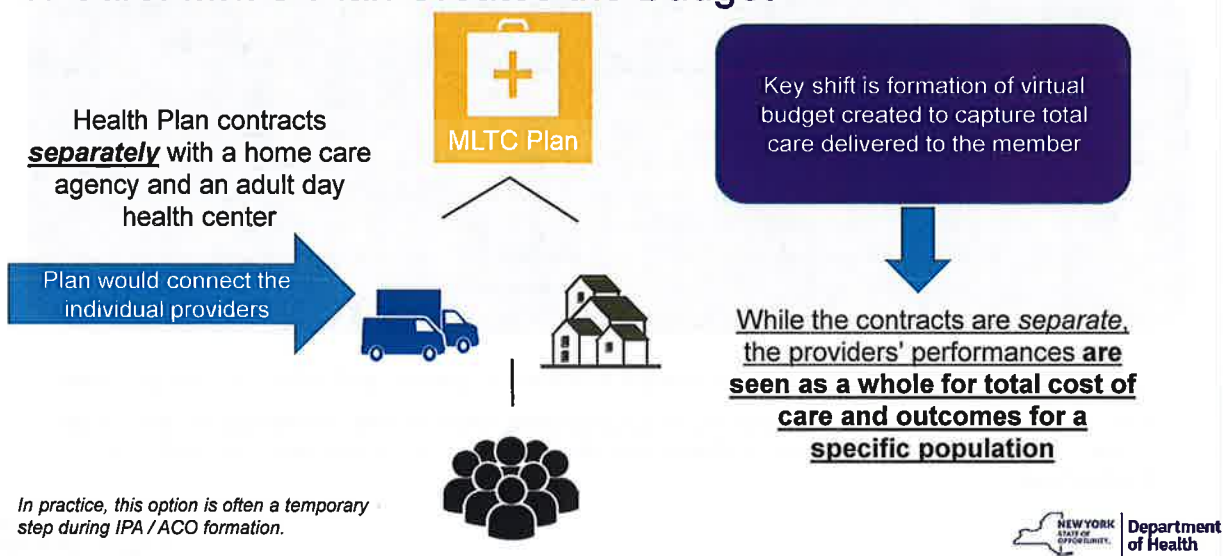 Health Plan contracts
separately with a home care
agency and an adult day
health center
Plan would connect the
individual providers
MLTC Plan
Key shift is formation of virtual
budget created to capture total
care delivered to the member
While the contracts are separate,
the providers' performances are
seen as a whole for total cost of
care and outcomes for a
specific population
In practice, this option is often a temporary
step during IPA / ACO formation.
NEW YORK
STATE OF
OPPORTUNITY.
Department
of Health